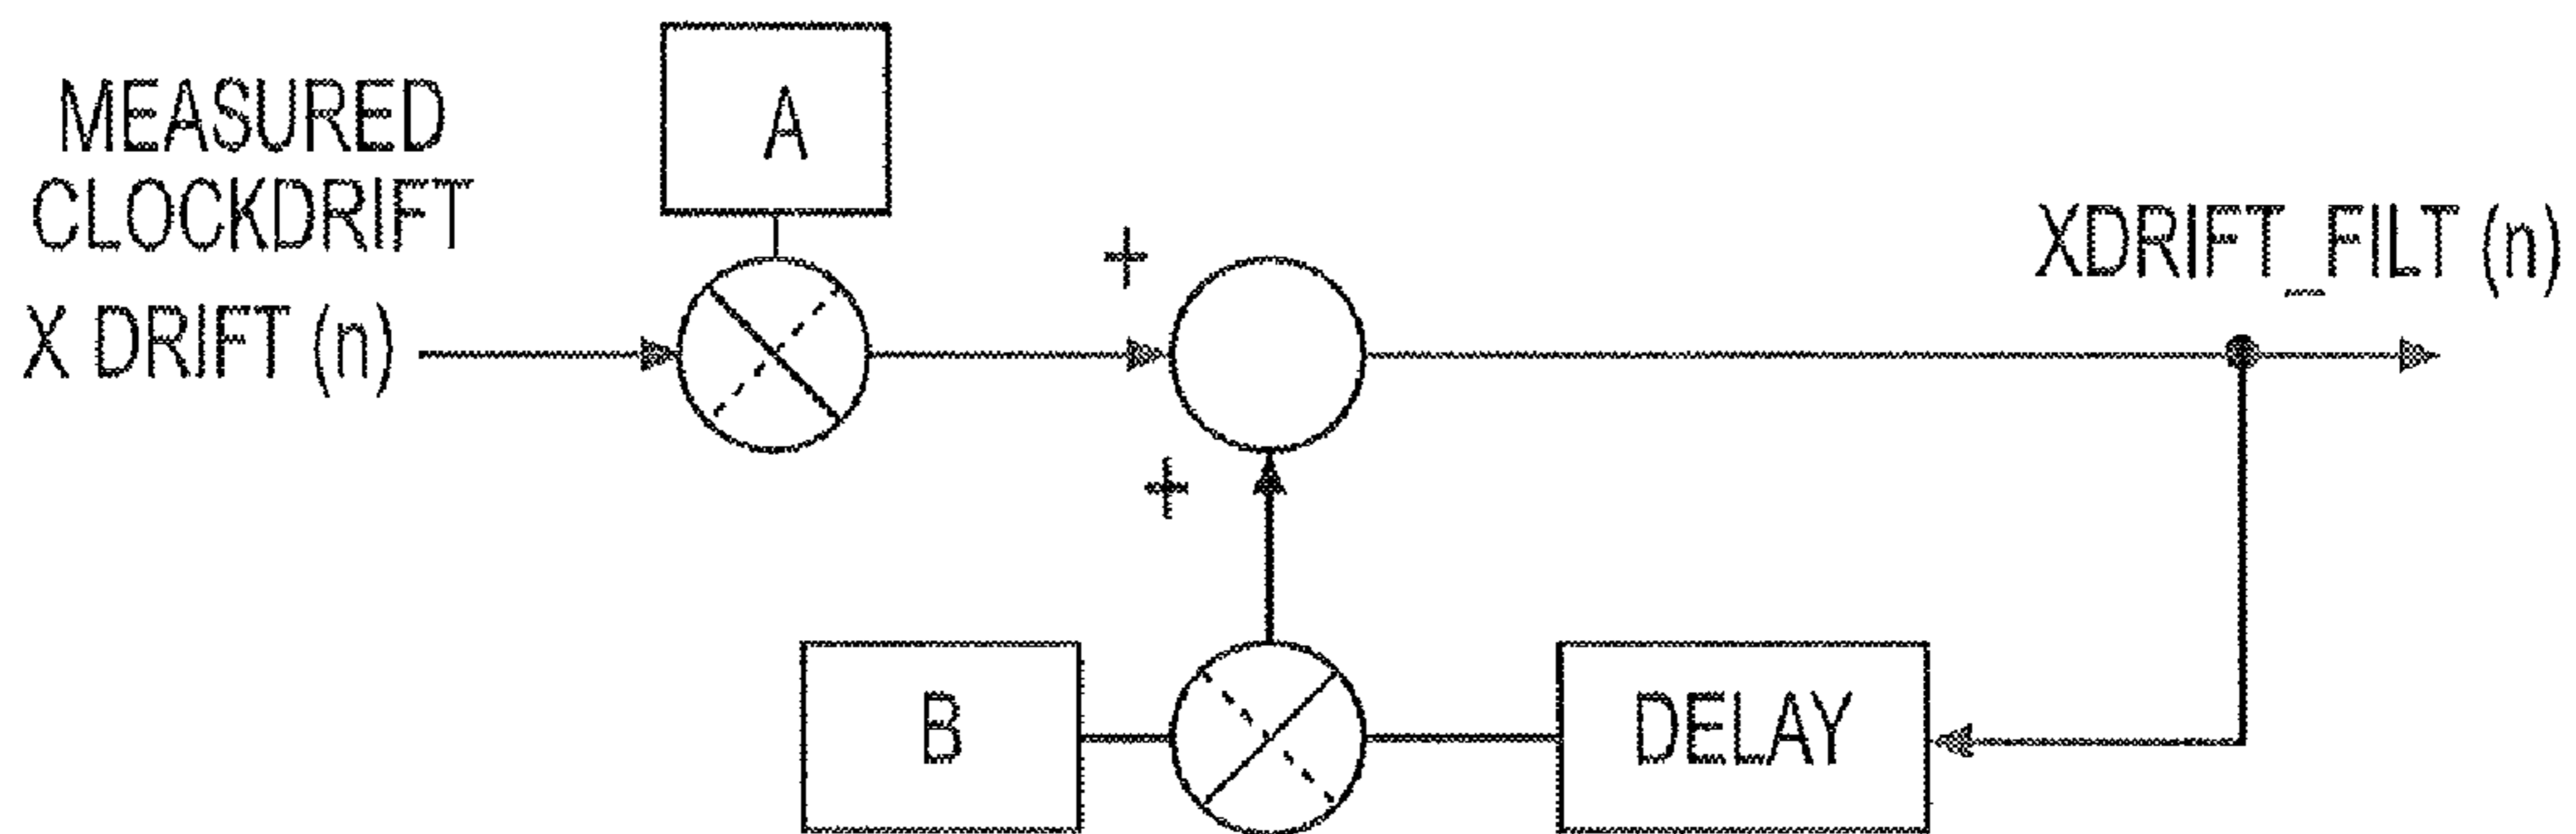 A
MEASURED
CLOCKDRIFT
X DRIFT (n)
+
XDRIFT_FILT (n)
+
B
DELAY